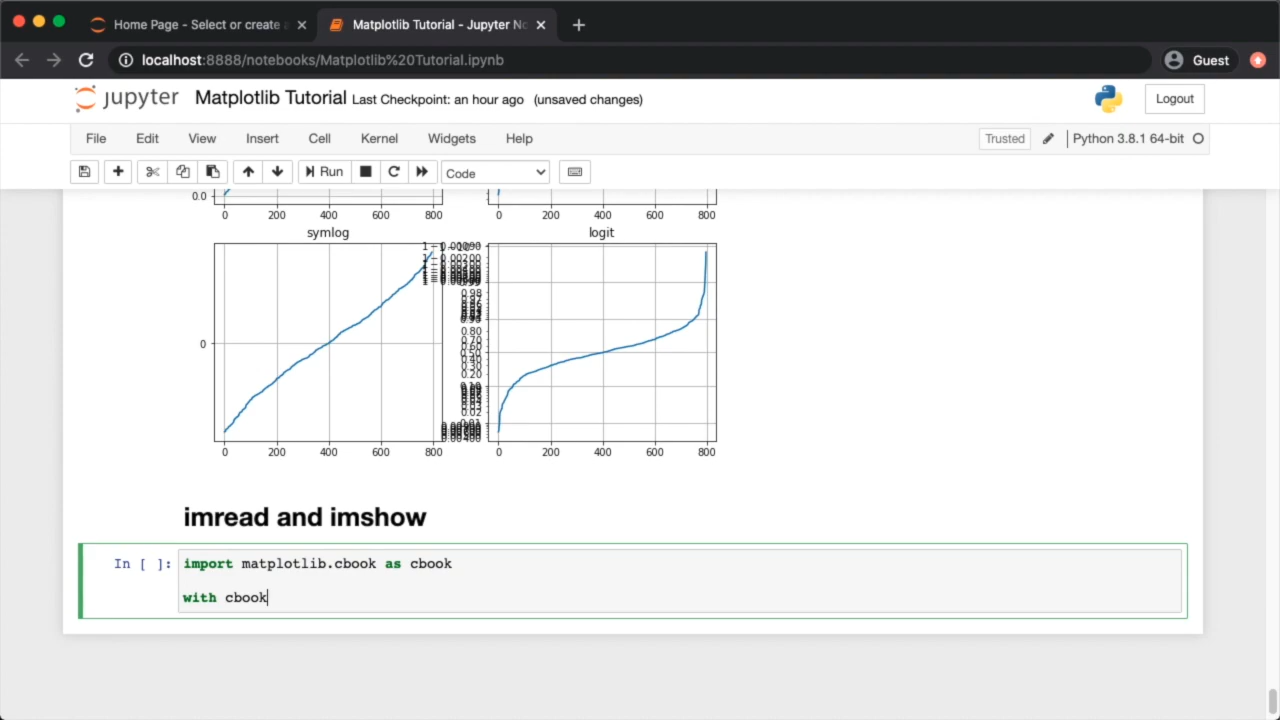 Home Page - Select or create a
Matplotlib Tutorial - Jupyter No
localhost:8888/notebooks/Matplotlib%20Tutorial.ipynb
Guest
jupyter
Matplotlib Tutorial Last Checkpoint: an hour ago (unsaved changes)
Logout
File Edit View Insert Cell Kernel Widgets Help
Trusted
Python 3.8.1 64-bit
Run
Code
0.0
0 200 400 600 800
0 200 400 600 800
symlog
logit
0
0.80
0.50
0.20
0.02
0 200 400 600 800
0 200 400 600 800
imread and imshow
In [ ]:
import matplotlib.cbook as cbook
with cbook